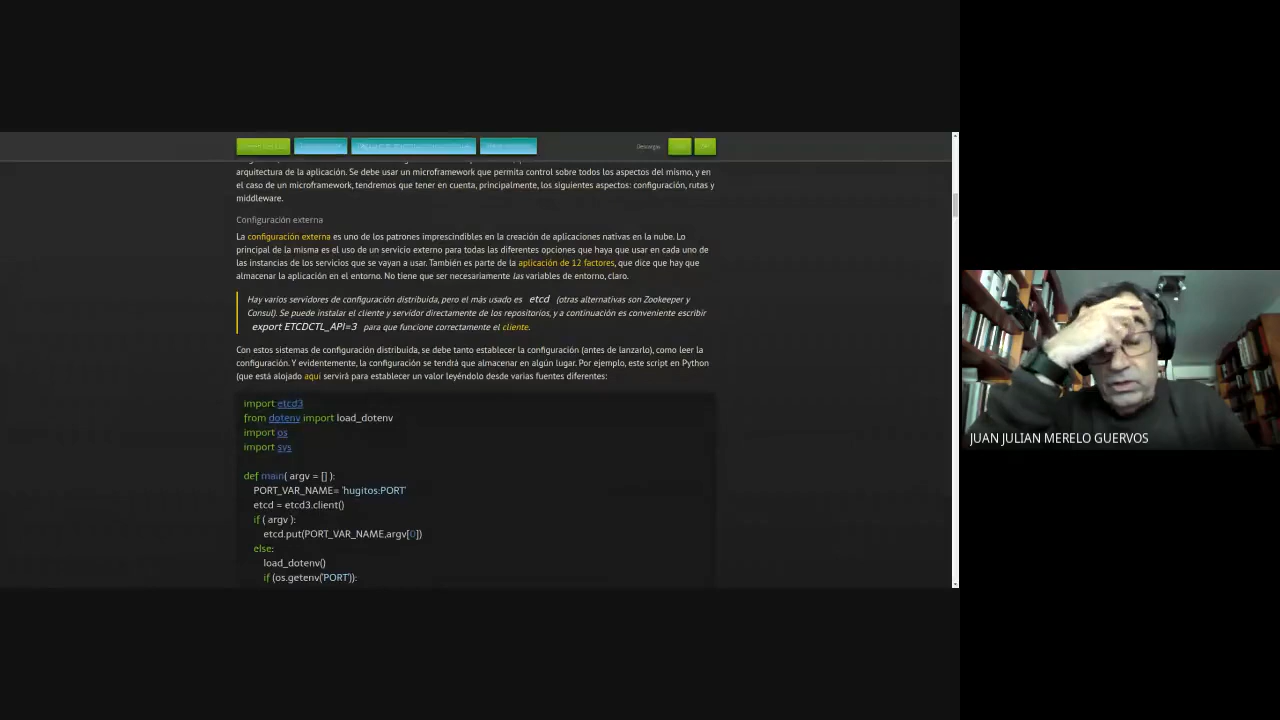 Descargas
arquitectura de la aplicación. Se debe usar un microframework que permita control sobre todos los aspectos del mismo, y en
el caso de un microframework, tendremos que tener en cuenta, principalmente, los siguientes aspectos: configuración, rutas y
middleware.
Configuración externa
La configuración externa es uno de los patrones imprescindibles en la creación de aplicaciones nativas en la nube. Lo
principal de la misma es el uso de un servicio externo para todas las diferentes opciones que haya que usar en cada uno de
las instancias de los servicios que se vayan a usar. También es parte de la aplicación de 12 factores, que dice que hay que
almacenar la aplicación en el entorno. No tiene que ser necesariamente las variables de entorno, claro.
Hay varios servidores de configuración distribuida, pero el más usado es etcd (otras alternativas son Zookeeper y
Consul). Se puede instalar el cliente y servidor directamente de los repositorios, y a continuación es conveniente escribir
export ETCDCTL_API=3 para que funcione correctamente el cliente.
Con estos sistemas de configuración distribuida, se debe tanto establecer la configuración (antes de lanzarlo), como leer la
configuración. Y evidentemente, la configuración se tendrá que almacenar en algún lugar. Por ejemplo, este script en Python
(que está alojado aquí servirá para establecer un valor leyéndolo desde varias fuentes diferentes:
import etcd3
from dotenv import load_dotenv
import os
import sys
def main( argv = [] ):
PORT_VAR_NAME= 'hugitos:PORT'
etcd = etcd3.client()
if ( argv ):
etcd.put(PORT_VAR_NAME,argv[0])
else:
load_dotenv()
if (os.getenv('PORT')):
JUAN JULIAN MERELO GUERVOS